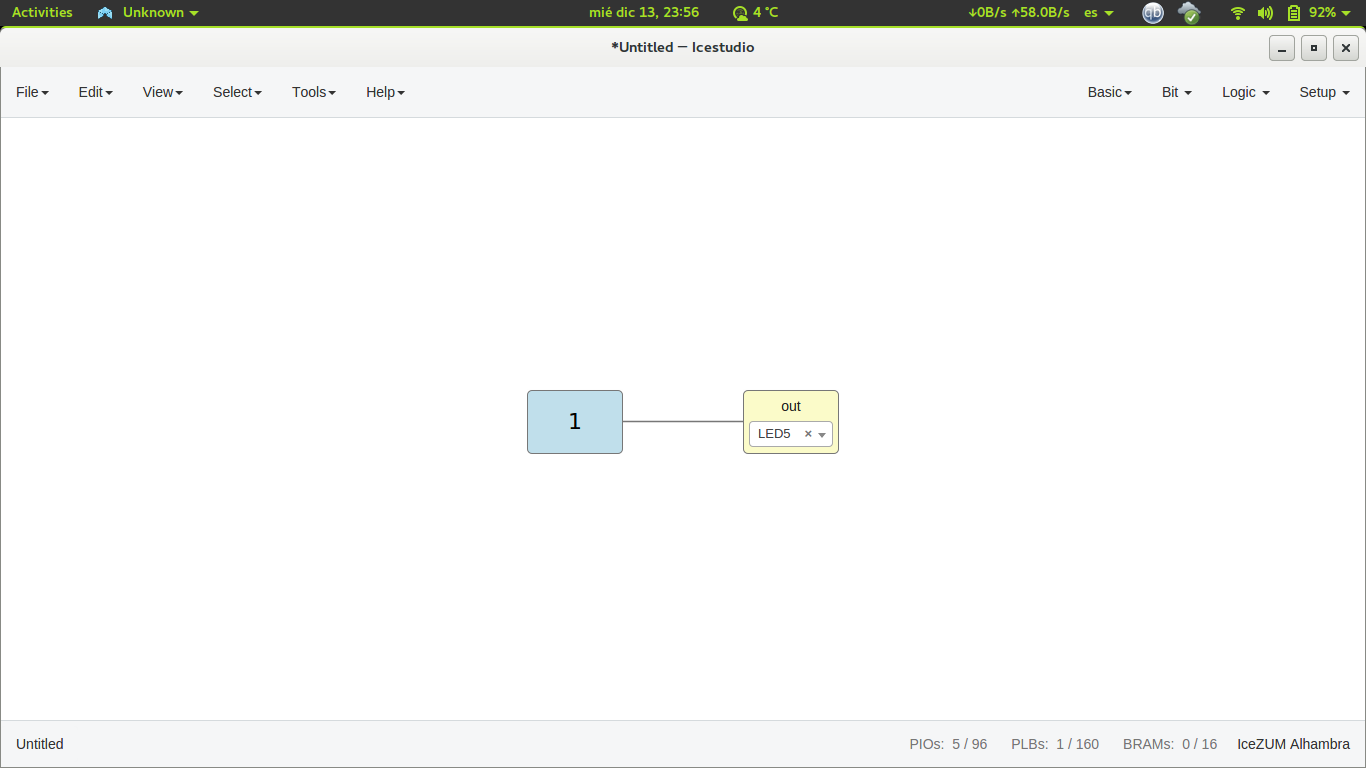 Activities Unknown mié dic 13, 23:56 4 °C ↓0B/s ↑58.0B/s es qb 92%
*Untitled — Icestudio
File Edit View Select Tools Help Basic Bit Logic Setup
1
out
LED5 ×
Untitled PIOs: 5 / 96 PLBs: 1 / 160 BRAMs: 0 / 16 IceZUM Alhambra